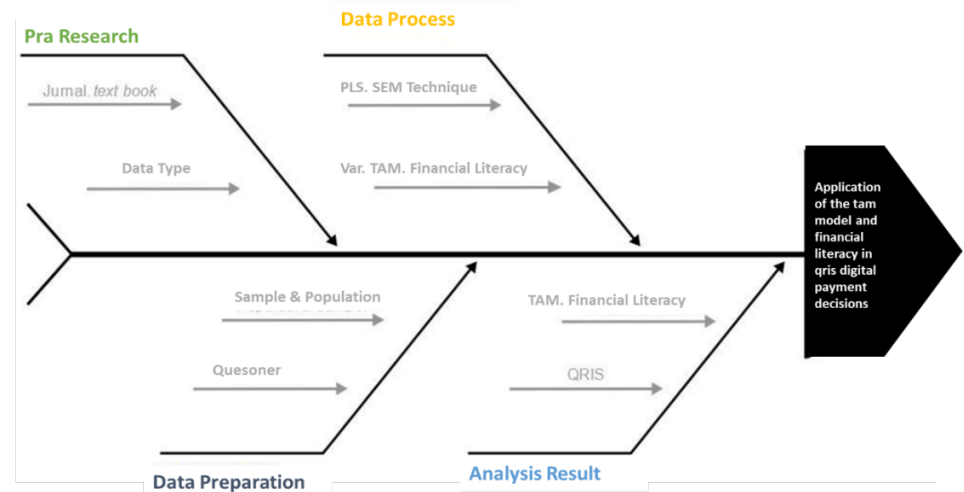 Data Process
Pra Research
PLS. SEM Technique
Jurnal. text book
Data Type
Var. TAM. Financial Literacy
Application
of the tam
model and
financial
literacy in
qris digital
payment
decisions
Sample & Population
TAM. Financial Literacy
Quesoner
QRIS
Data Preparation
Analysis Result